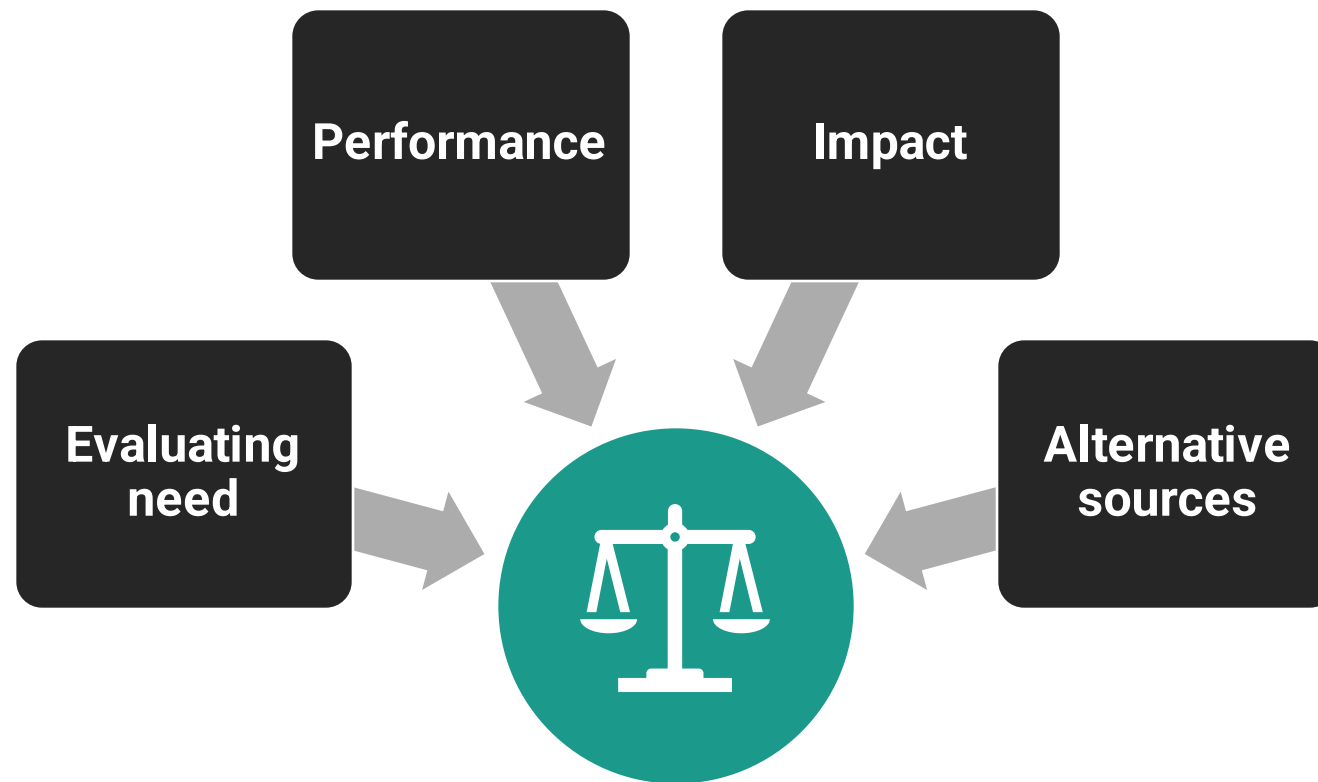 Performance
Impact
Evaluating
need
Alternative
sources